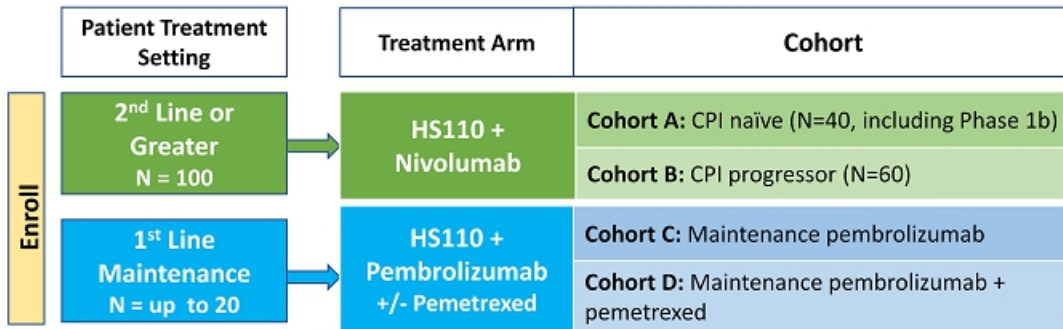 Patient Treatment
Setting
Treatment Arm
Cohort
Enroll
2nd Line or
Greater
N = 100
HS110 +
Nivolumab
Cohort A: CPI naïve (N=40, including Phase 1b)
Cohort B: CPI progressor (N=60)
1st Line
Maintenance
N = up to 20
HS110 +
Pembrolizumab
+/- Pemetrexed
Cohort C: Maintenance pembrolizumab
Cohort D: Maintenance pembrolizumab +
pemetrexed